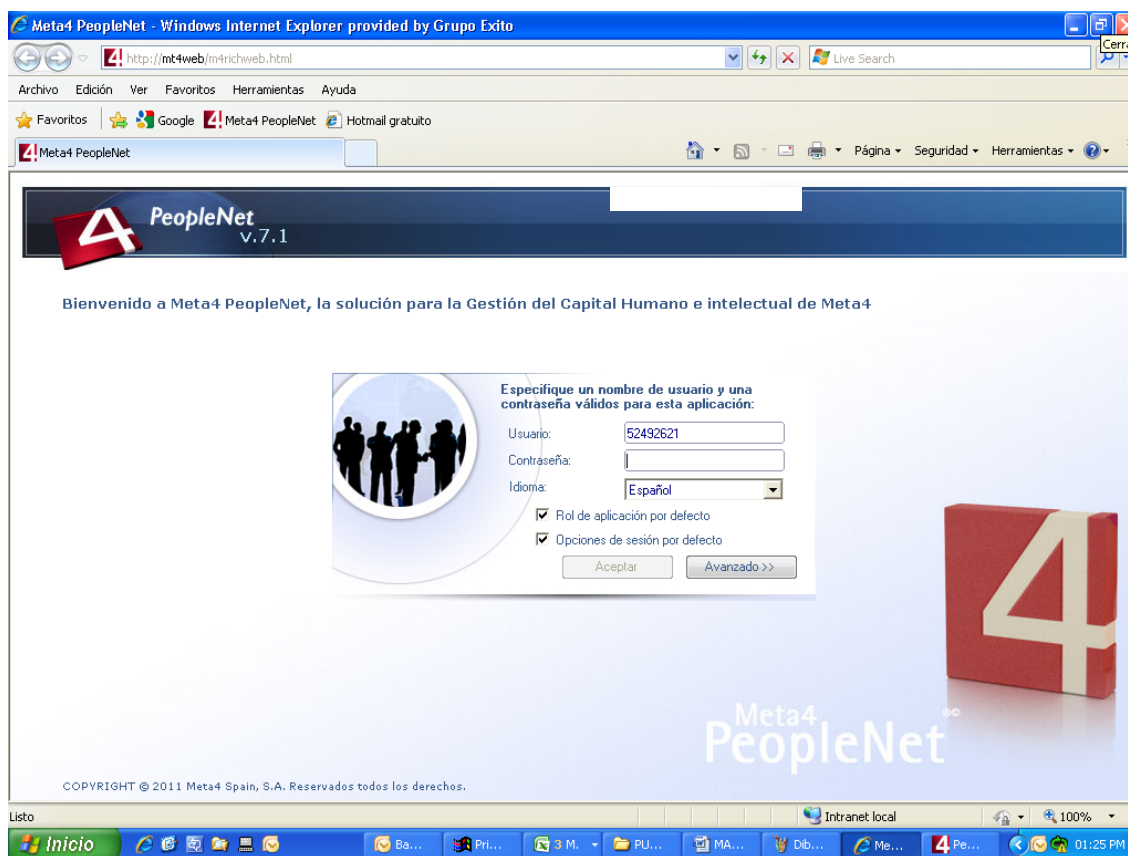 Meta4 PeopleNet - Windows Internet Explorer provided by Grupo Exito
Cerra
http://mt4web/m4richweb.html
Live Search
Archivo Edición Ver Favoritos Herramientas Ayuda
Favoritos Google Meta4 PeopleNet Hotmail gratuito
Meta4 PeopleNet Página Seguridad Herramientas
4 PeopleNet
v.7.1
Bienvenido a Meta4 PeopleNet, la solución para la Gestión del Capital Humano e intelectual de Meta4
Especifique un nombre de usuario y una
contraseña válidos para esta aplicación:
Usuario: 52492621
Contraseña:
Idioma: Español
Rol de aplicación por defecto
Opciones de sesión por defecto
Aceptar Avanzado >>
4
Meta4
PeopleNet
COPYRIGHT © 2011 Meta4 Spain, S.A. Reservados todos los derechos.
Listo Intranet local 100%
Inicio Ba... Pri... 3 M. PU... MA... Dib... Me... Pe... 01:25 PM